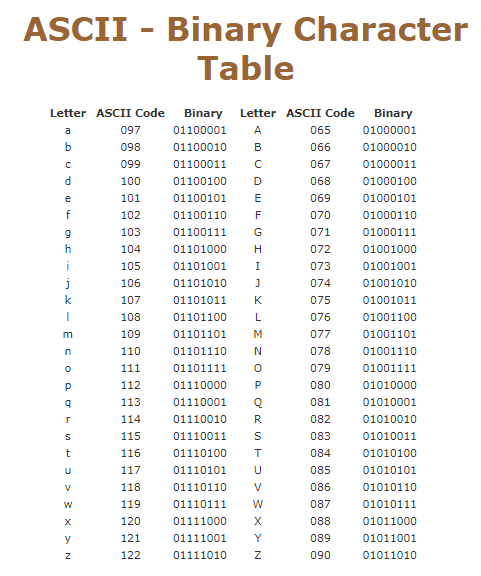 ASCII - Binary Character
Table
Letter ASCII Code Binary Letter ASCII Code Binary
a 097 01100001 A 065 01000001
b 098 01100010 B 066 01000010
c 099 01100011 C 067 01000011
d 100 01100100 D 068 01000100
e 101 01100101 E 069 01000101
f 102 01100110 F 070 01000110
g 103 01100111 G 071 01000111
h 104 01101000 H 072 01001000
i 105 01101001 I 073 01001001
j 106 01101010 J 074 01001010
k 107 01101011 K 075 01001011
l 108 01101100 L 076 01001100
m 109 01101101 M 077 01001101
n 110 01101110 N 078 01001110
o 111 01101111 O 079 01001111
p 112 01110000 P 080 01010000
q 113 01110001 Q 081 01010001
r 114 01110010 R 082 01010010
s 115 01110011 S 083 01010011
t 116 01110100 T 084 01010100
u 117 01110101 U 085 01010101
v 118 01110110 V 086 01010110
w 119 01110111 W 087 01010111
x 120 01111000 X 088 01011000
y 121 01111001 Y 089 01011001
z 122 01111010 Z 090 01011010